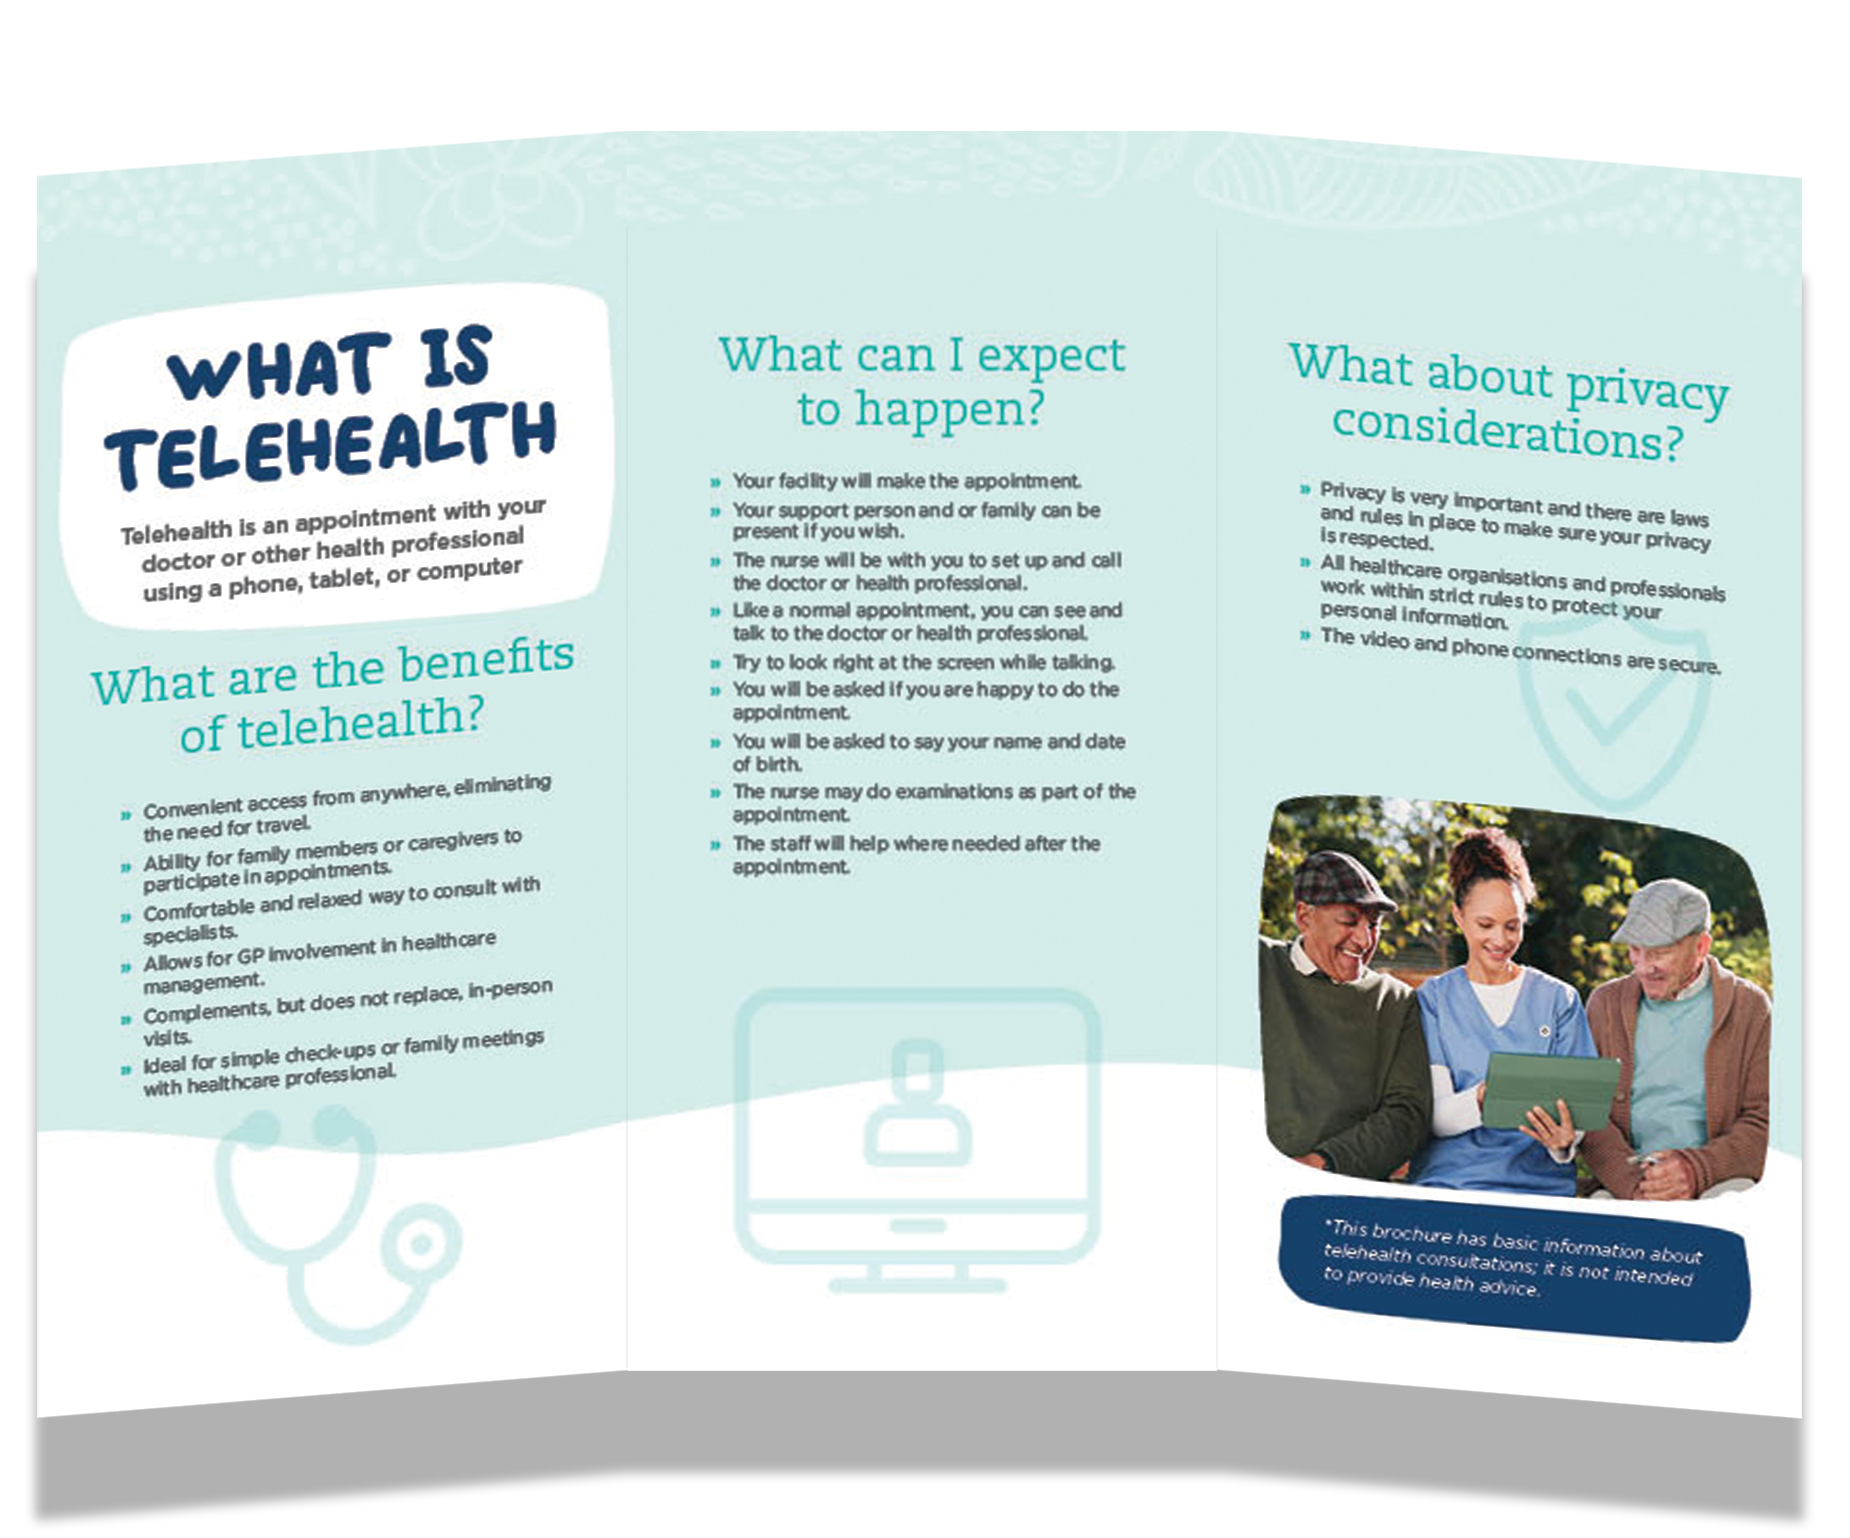 WHAT IS
TELEHEALTH
Telehealth is an appointment with your
doctor or other health professional
using a phone, tablet, or computer
What are the benefits
of telehealth?
» Convenient access from anywhere, eliminating
the need for travel.
» Ability for family members or caregivers to
participate in appointments.
» Comfortable and relaxed way to consult with
specialists.
» Allows for GP involvement in healthcare
management.
» Complements, but does not replace, in-person
visits.
» Ideal for simple check-ups or family meetings
with healthcare professional.
What can I expect
to happen?
» Your facility will make the appointment.
» Your support person and or family can be
present if you wish.
» The nurse will be with you to set up and call
the doctor or health professional.
» Like a normal appointment, you can see and
talk to the doctor or health professional.
» Try to look right at the screen while talking.
» You will be asked if you are happy to do the
appointment.
» You will be asked to say your name and date
of birth.
» The nurse may do examinations as part of the
appointment.
» The staff will help where needed after the
appointment.
What about privacy
considerations?
» Privacy is very important and there are laws
and rules in place to make sure your privacy
is respected.
» All healthcare organisations and professionals
work within strict rules to protect your
personal information.
» The video and phone connections are secure.
*This brochure has basic information about
telehealth consultations; it is not intended
to provide health advice.